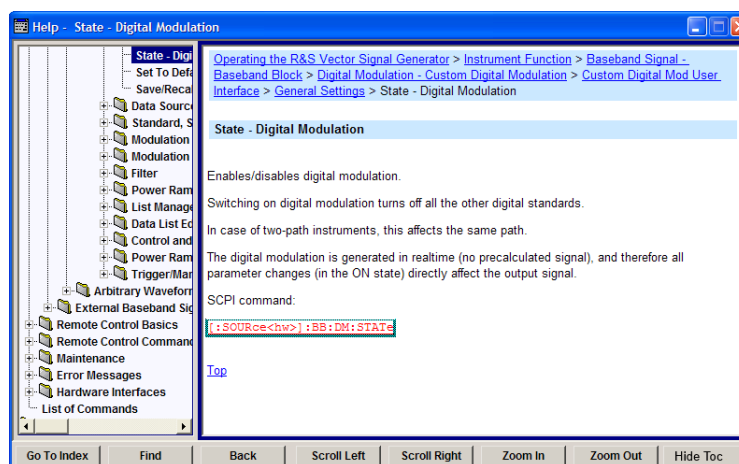 Help - State - Digital Modulation
State - Digi
Set To Defa
Save/Recal
Data Source
Standard, S
Modulation
Modulation
Filter
Power Ram
List Manage
Data List Ed
Control and
Power Ram
Trigger/Mar
Arbitrary Waveform
External Baseband Sig
Remote Control Basics
Remote Control Command
Maintenance
Error Messages
Hardware Interfaces
List of Commands
Operating the R&S Vector Signal Generator > Instrument Function > Baseband Signal -
Baseband Block > Digital Modulation - Custom Digital Modulation > Custom Digital Mod User
Interface > General Settings > State - Digital Modulation
State - Digital Modulation
Enables/disables digital modulation.
Switching on digital modulation turns off all the other digital standards.
In case of two-path instruments, this affects the same path.
The digital modulation is generated in realtime (no precalculated signal), and therefore all
parameter changes (in the ON state) directly affect the output signal.
SCPI command:
[:SOURce<hw>]:BB:DM:STATe
Top
Go To Index Find Back Scroll Left Scroll Right Zoom In Zoom Out Hide Toc